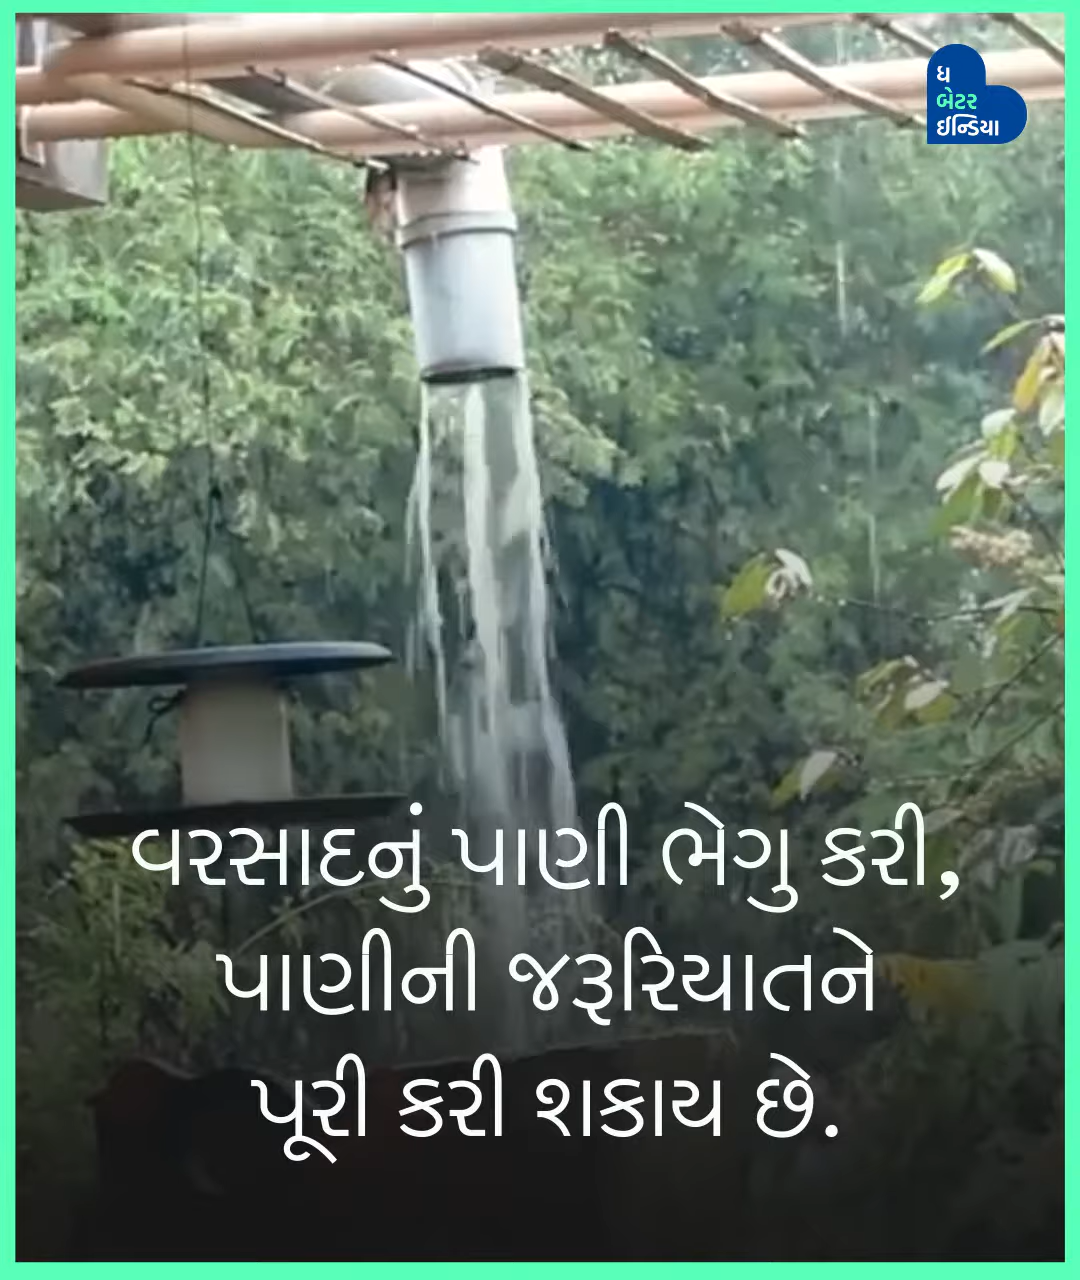 ધ
બેટર
ઈન્ડિયા
વરસાદનું પાણી ભેગુ કરી,
પાણીની જરૂરિયાતને
પૂરી કરી શકાય છે.